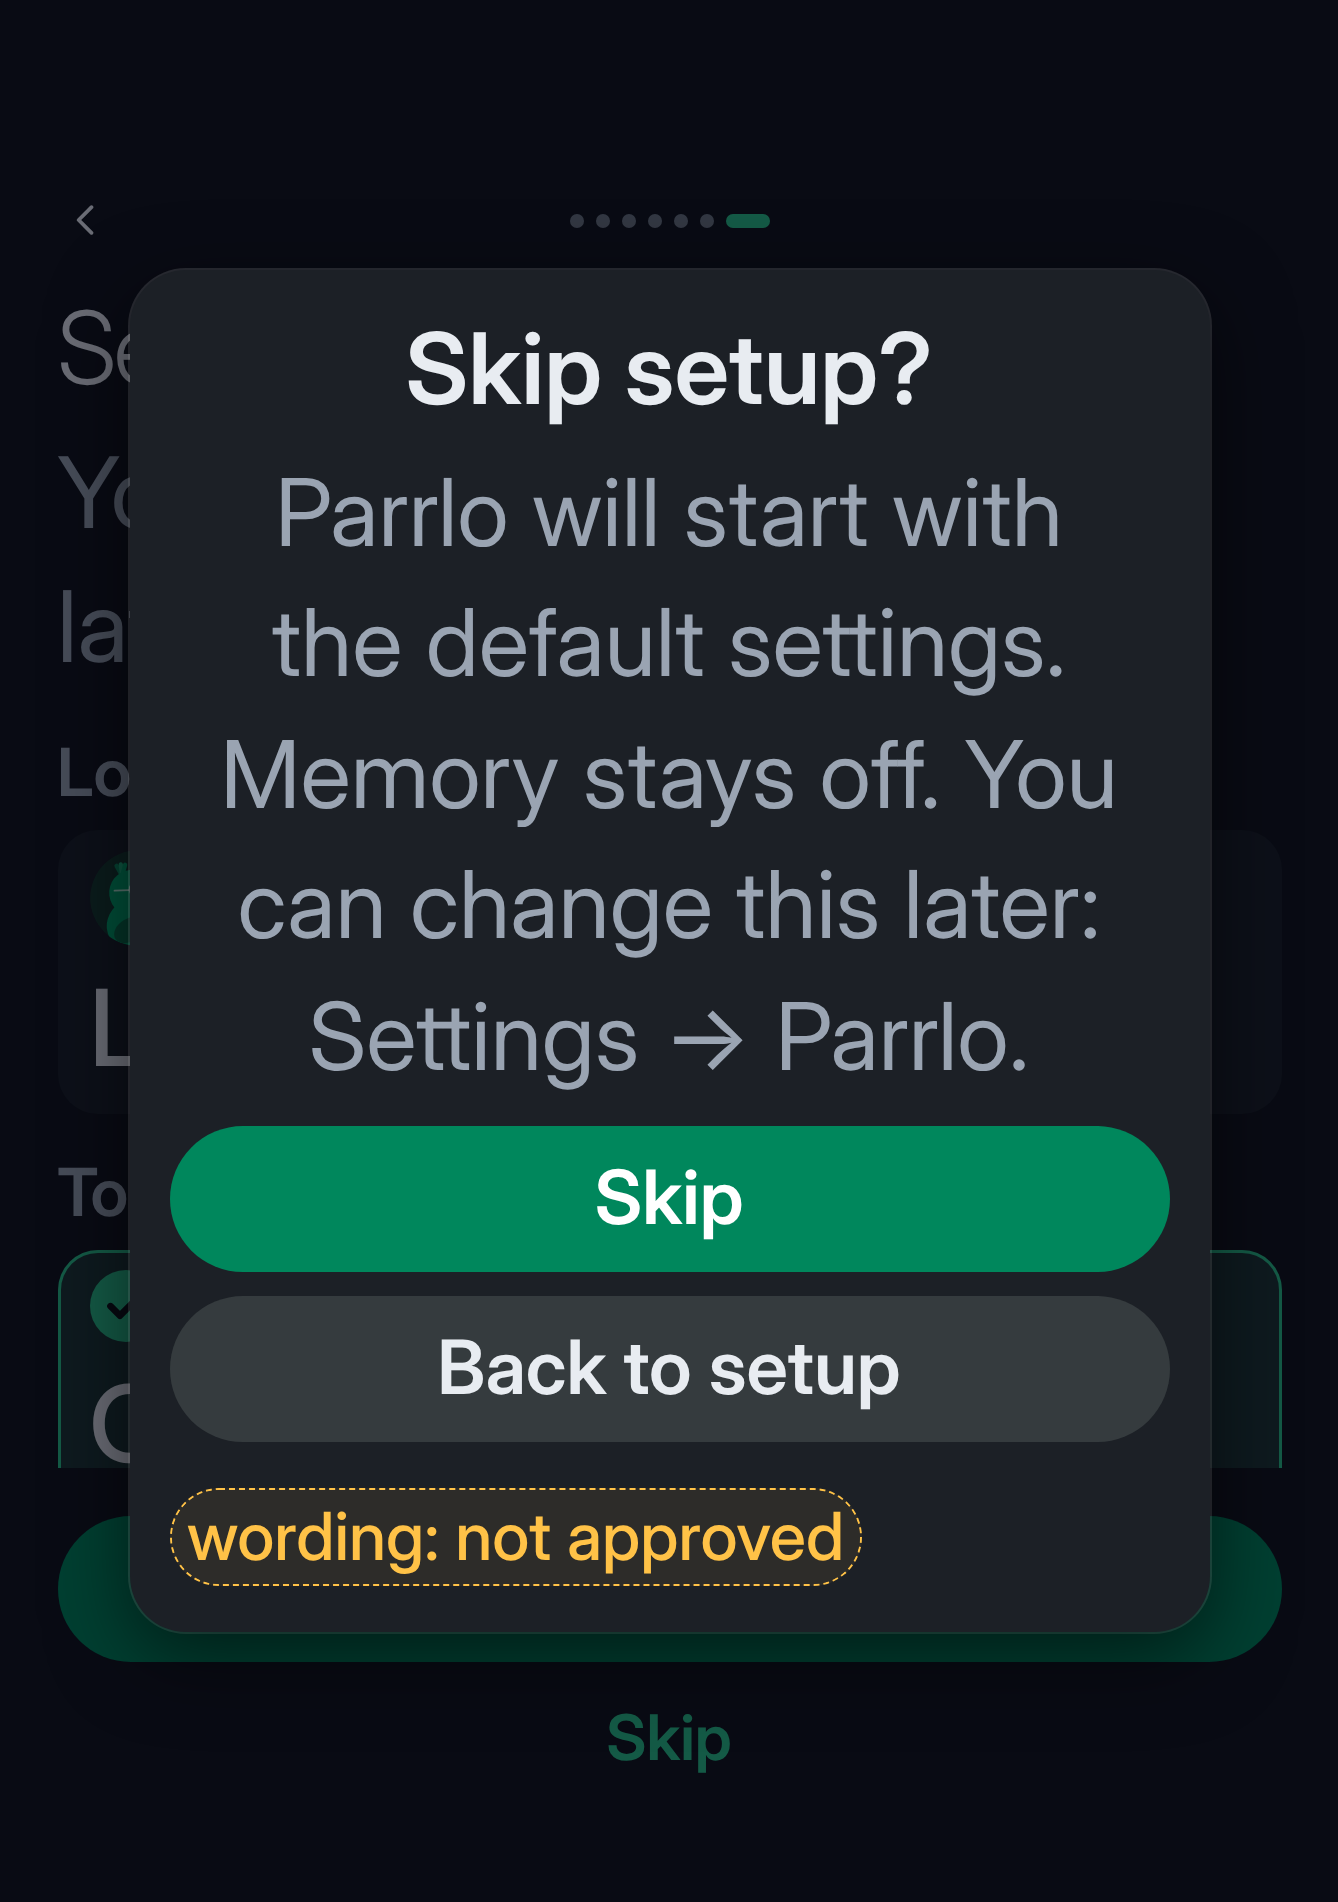 Skip setup?
Parrlo will start with
the default settings.
Memory stays off. You
can change this later:
Settings → Parrlo.
Skip
Back to setup
wording: not approved
Skip